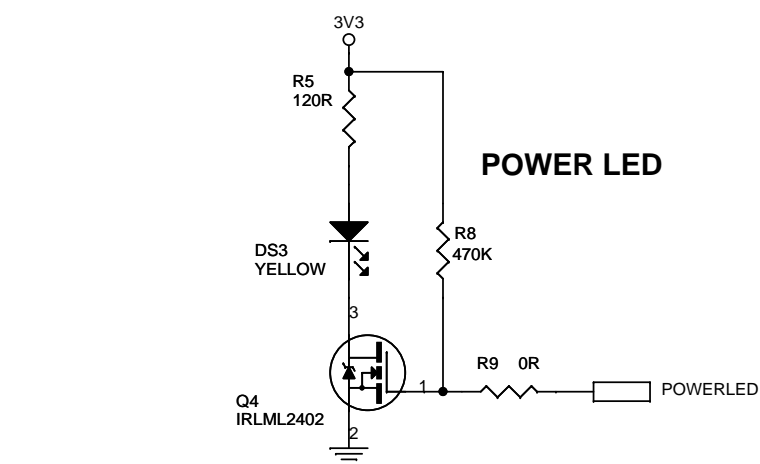 3V3
R5
120R
POWER LED
R8
470K
DS3
YELLOW
3
R9 0R
1
POWERLED
Q4
IRLML2402
2